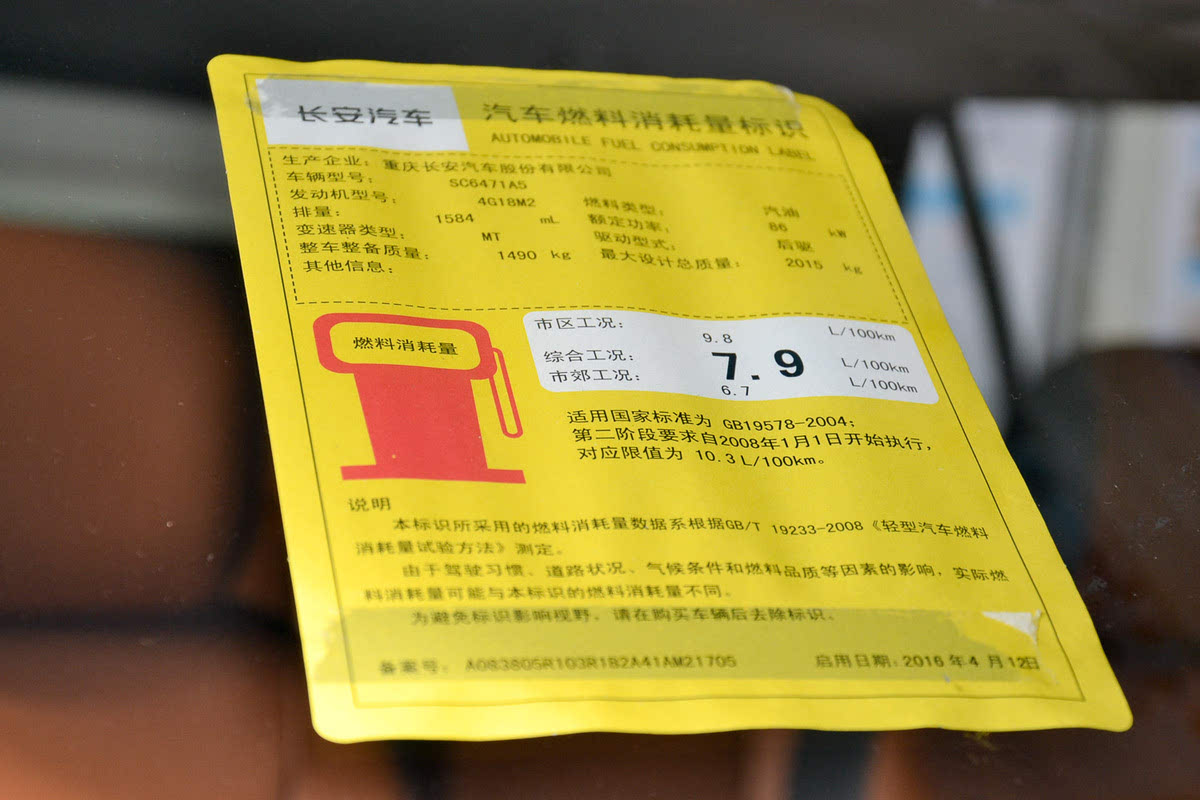 长安汽车
汽车燃料消耗量标识
AUTOMOBILE FUEL CONSUMPTION LABEL
生产企业：重庆长安汽车股份有限公司
车辆型号： SC6471A5
发动机型号： 4G18M2 燃料类型： 汽油
排量： 1584 mL 额定功率： 86 kW
变速器类型： MT 驱动型式： 后驱
整车整备质量： 1490 kg 最大设计总质量： 2015 kg
其他信息：
燃料消耗量
市区工况： 9.8 L/100km
综合工况： 7.9 L/100km
市郊工况： 6.7 L/100km
适用国家标准为 GB19578-2004；
第二阶段要求自2008年1月1日开始执行，
对应限值为 10.3 L/100km。
说明
本标识所采用的燃料消耗量数据系根据GB/T 19233-2008《轻型汽车燃料
消耗量试验方法》测定。
由于驾驶习惯、道路状况、气候条件和燃料品质等因素的影响，实际燃
料消耗量可能与本标识的燃料消耗量不同。
为避免标识影响视野，请在购买车辆后去除标识。
备案号： A083805R103R1B2A41AM21705 启用日期：2016 年4 月 12日